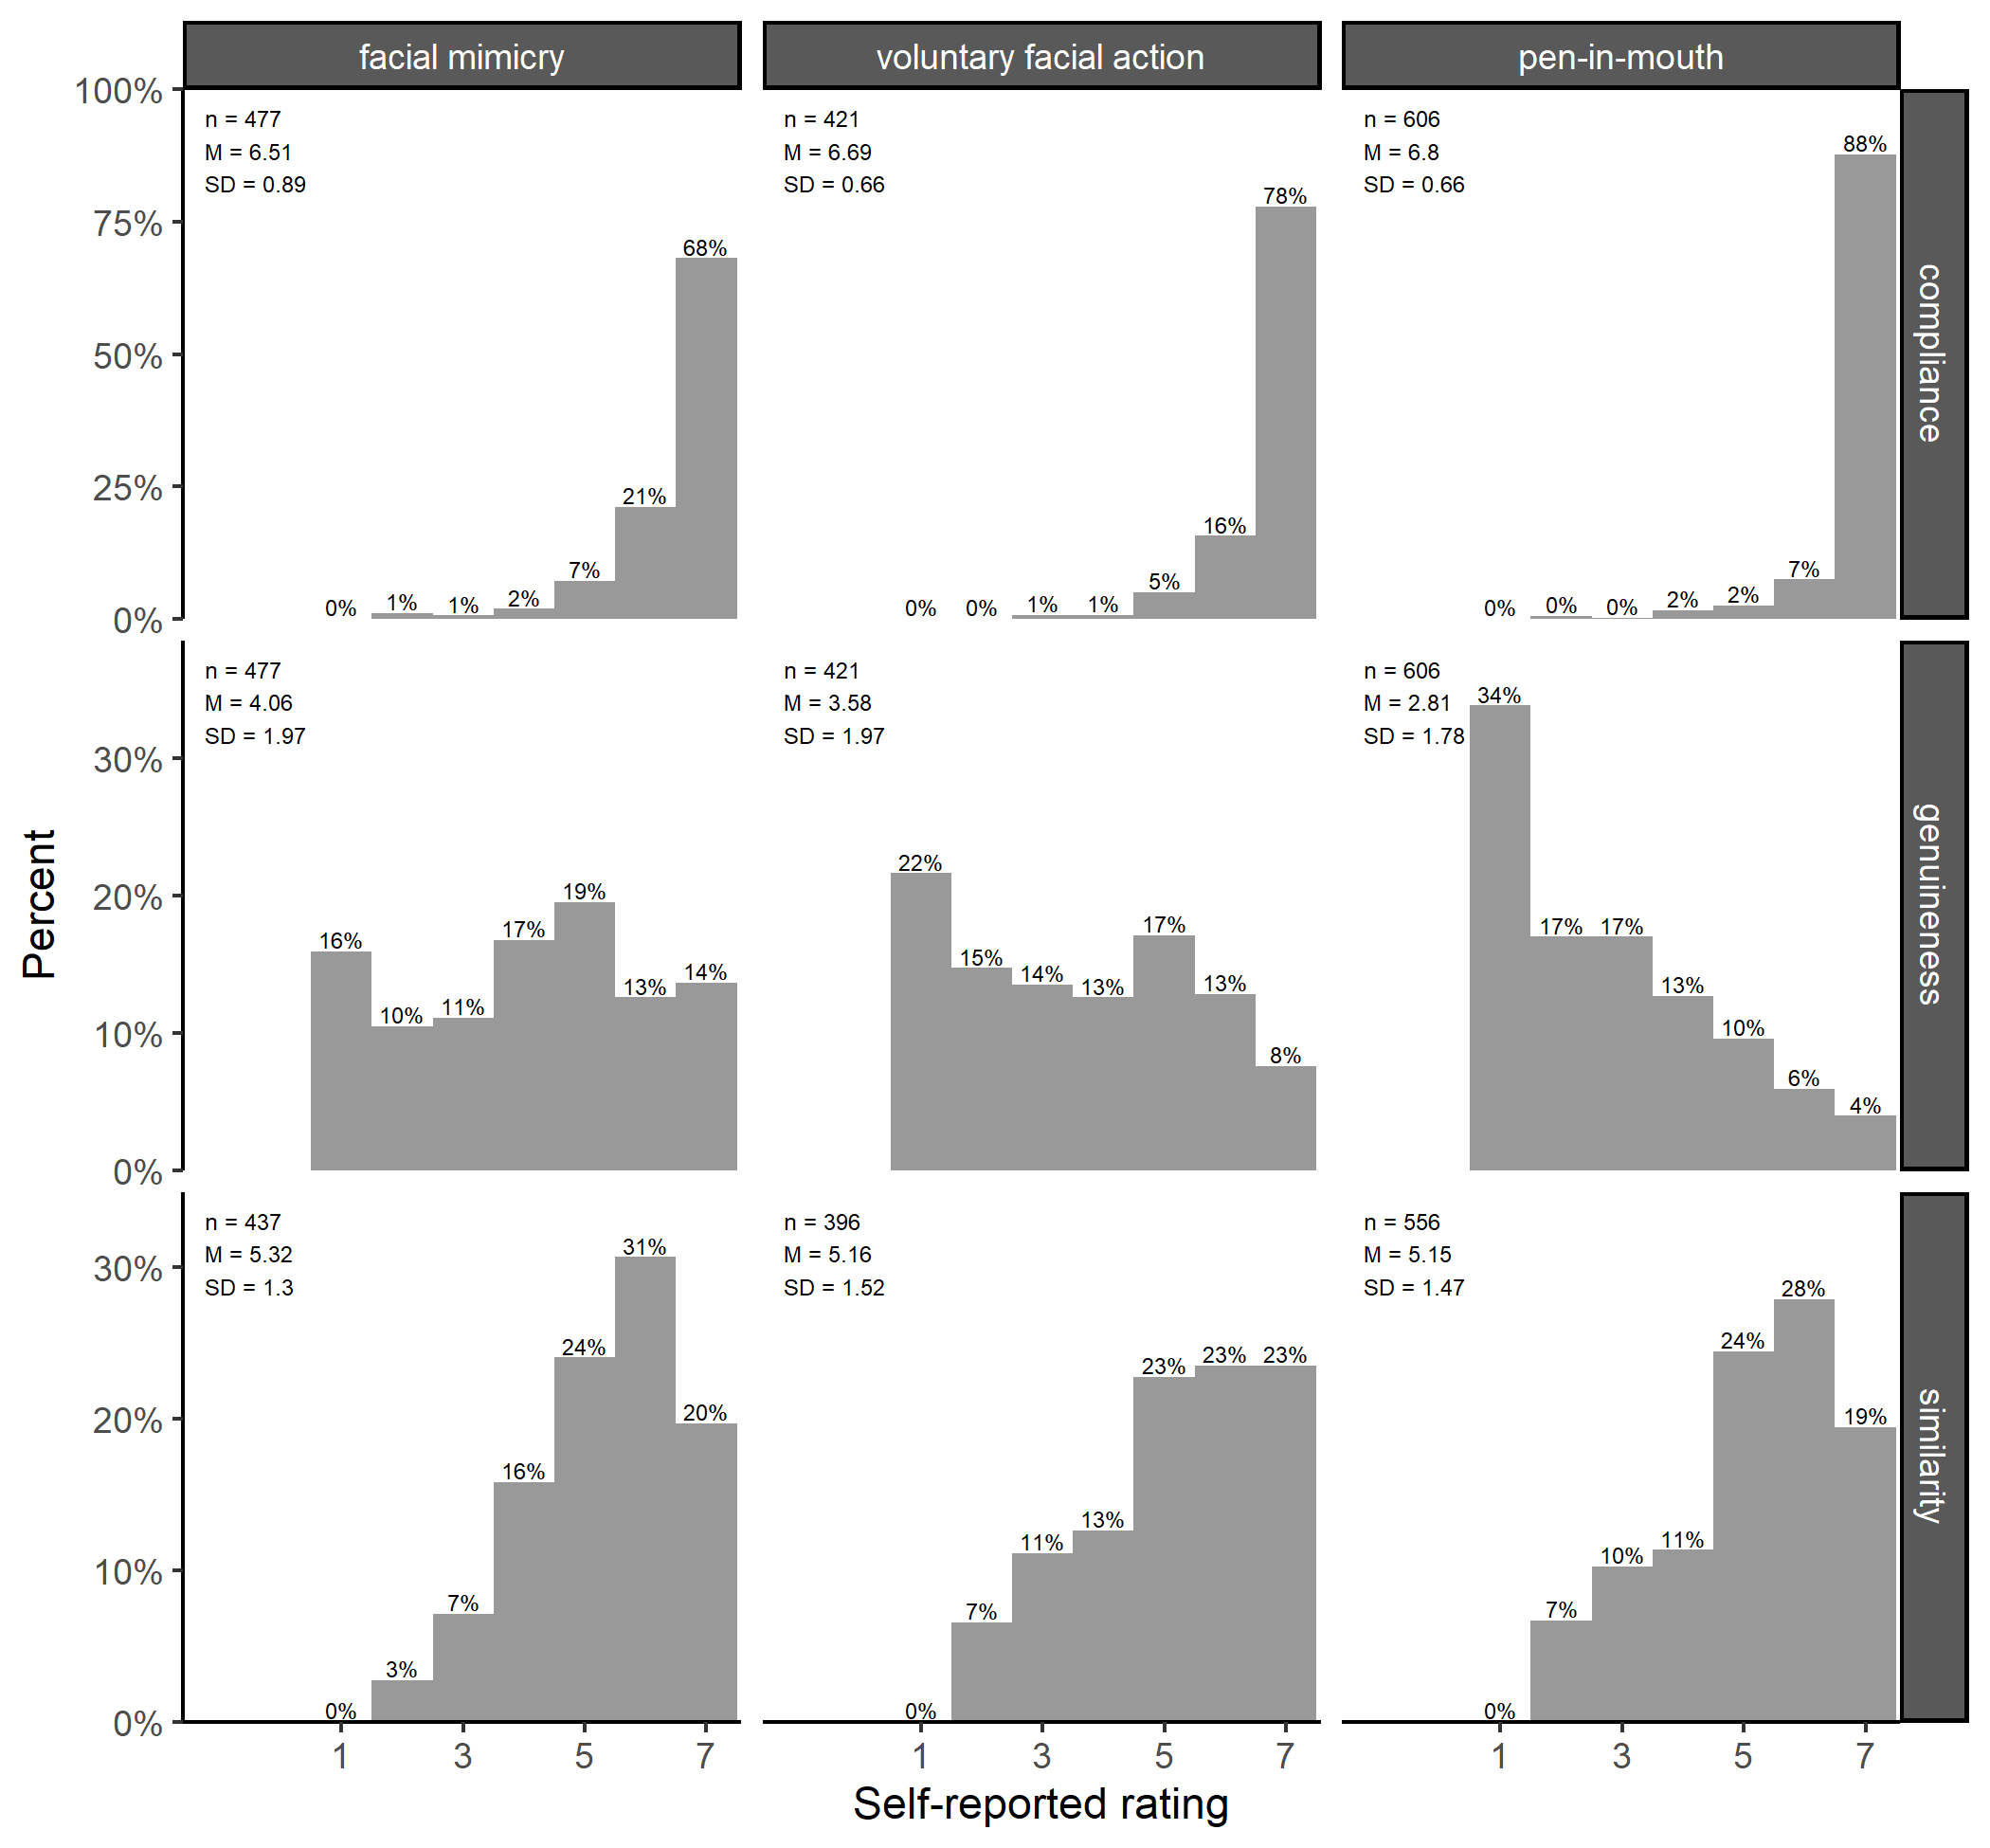 facial mimicry
voluntary facial action
pen-in-mouth
100%
75%
50%
25%
0%
n = 477
M = 6.51
SD = 0.89
0%
1%
1%
2%
7%
21%
68%
n = 421
M = 6.69
SD = 0.66
0%
0%
1%
1%
5%
16%
78%
n = 606
M = 6.8
SD = 0.66
0%
0%
0%
2%
2%
7%
88%
compliance
Percent
30%
20%
10%
0%
n = 477
M = 4.06
SD = 1.97
16%
10%
11%
17%
19%
13%
14%
n = 421
M = 3.58
SD = 1.97
22%
15%
14%
13%
17%
13%
8%
n = 606
M = 2.81
SD = 1.78
34%
17%
17%
13%
10%
6%
4%
genuineness
30%
20%
10%
0%
n = 437
M = 5.32
SD = 1.3
0%
3%
7%
16%
24%
31%
20%
n = 396
M = 5.16
SD = 1.52
0%
7%
11%
13%
23%
23%
23%
n = 556
M = 5.15
SD = 1.47
0%
7%
10%
11%
24%
28%
19%
similarity
1 3 5 7
1 3 5 7
1 3 5 7
Self-reported rating